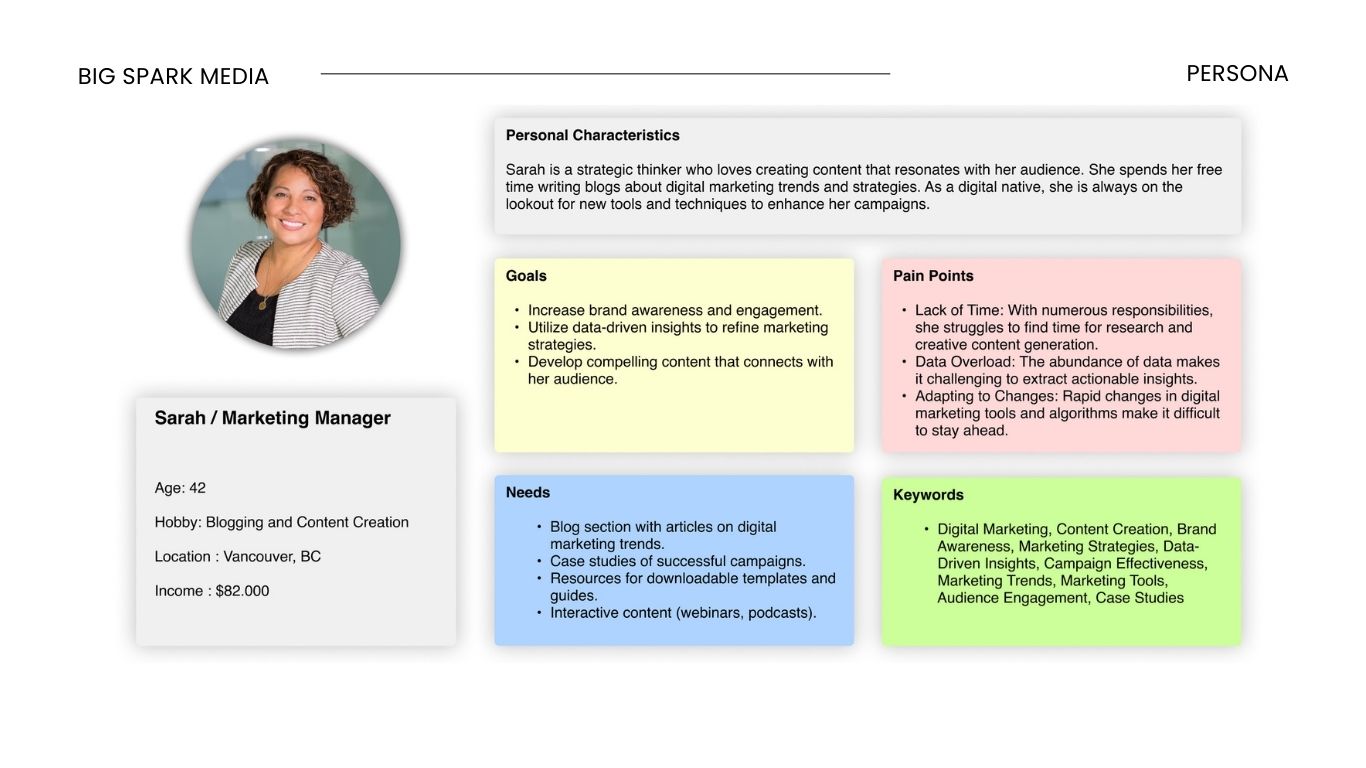 BIG SPARK MEDIA
PERSONA
Sarah / Marketing Manager
Age: 42
Hobby: Blogging and Content Creation
Location : Vancouver, BC
Income : $82.000
Personal Characteristics
Sarah is a strategic thinker who loves creating content that resonates with her audience. She spends her free
time writing blogs about digital marketing trends and strategies. As a digital native, she is always on the
lookout for new tools and techniques to enhance her campaigns.
Goals
• Increase brand awareness and engagement.
• Utilize data-driven insights to refine marketing
strategies.
• Develop compelling content that connects with
her audience.
Pain Points
• Lack of Time: With numerous responsibilities,
she struggles to find time for research and
creative content generation.
• Data Overload: The abundance of data makes
it challenging to extract actionable insights.
• Adapting to Changes: Rapid changes in digital
marketing tools and algorithms make it difficult
to stay ahead.
Needs
• Blog section with articles on digital
marketing trends.
• Case studies of successful campaigns.
• Resources for downloadable templates and
guides.
• Interactive content (webinars, podcasts).
Keywords
• Digital Marketing, Content Creation, Brand
Awareness, Marketing Strategies, Data-
Driven Insights, Campaign Effectiveness,
Marketing Trends, Marketing Tools,
Audience Engagement, Case Studies